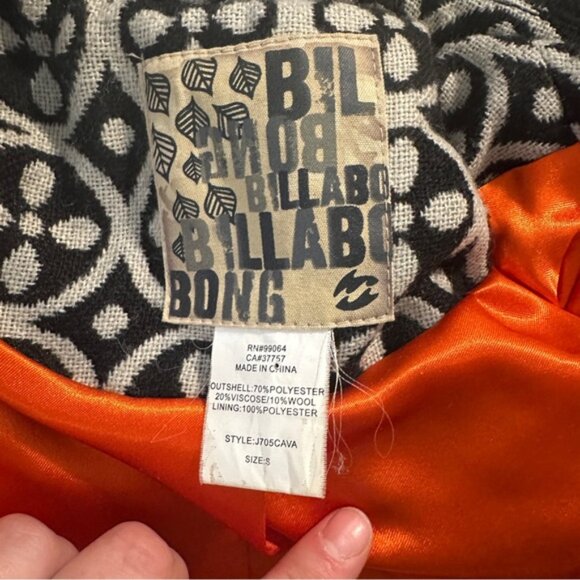 BIL
BONG
BILLABO
BILLABO
BONG
RN#99064
CA#37757
MADE IN CHINA
OUTSHELL:70%POLYESTER
20%VISCOSE/10%WOOL
LINING:100%POLYESTER
STYLE:J705CAVA
SIZE:S